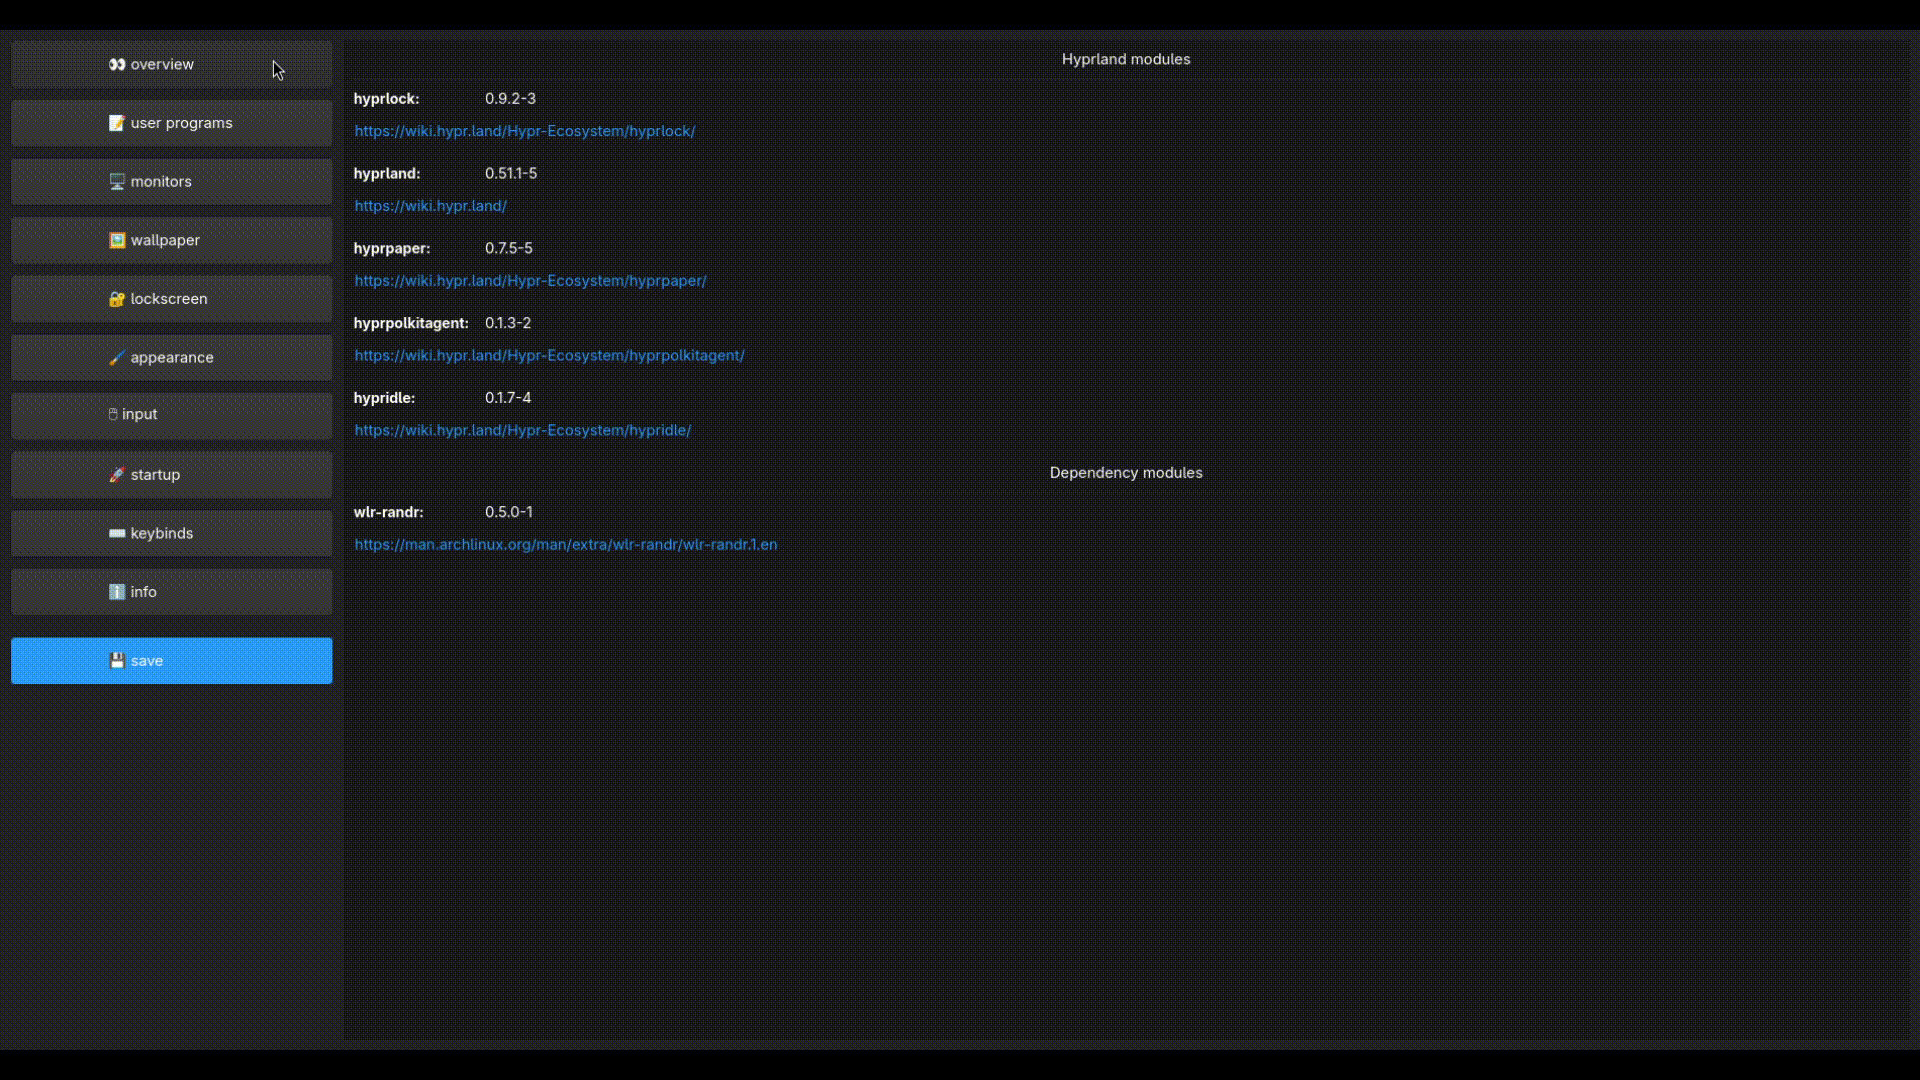 👀 overview
📝 user programs
🖥️ monitors
🖼️ wallpaper
🔐 lockscreen
🖌️ appearance
🖱 input
🚀 startup
⌨️ keybinds
ℹ️ info
💾 save
Hyprland modules
hyprlock: 0.9.2-3
https://wiki.hypr.land/Hypr-Ecosystem/hyprlock/
hyprland: 0.51.1-5
https://wiki.hypr.land/
hyprpaper: 0.7.5-5
https://wiki.hypr.land/Hypr-Ecosystem/hyprpaper/
hyprpolkitagent: 0.1.3-2
https://wiki.hypr.land/Hypr-Ecosystem/hyprpolkitagent/
hypridle: 0.1.7-4
https://wiki.hypr.land/Hypr-Ecosystem/hypridle/
Dependency modules
wlr-randr: 0.5.0-1
https://man.archlinux.org/man/extra/wlr-randr/wlr-randr.1.en